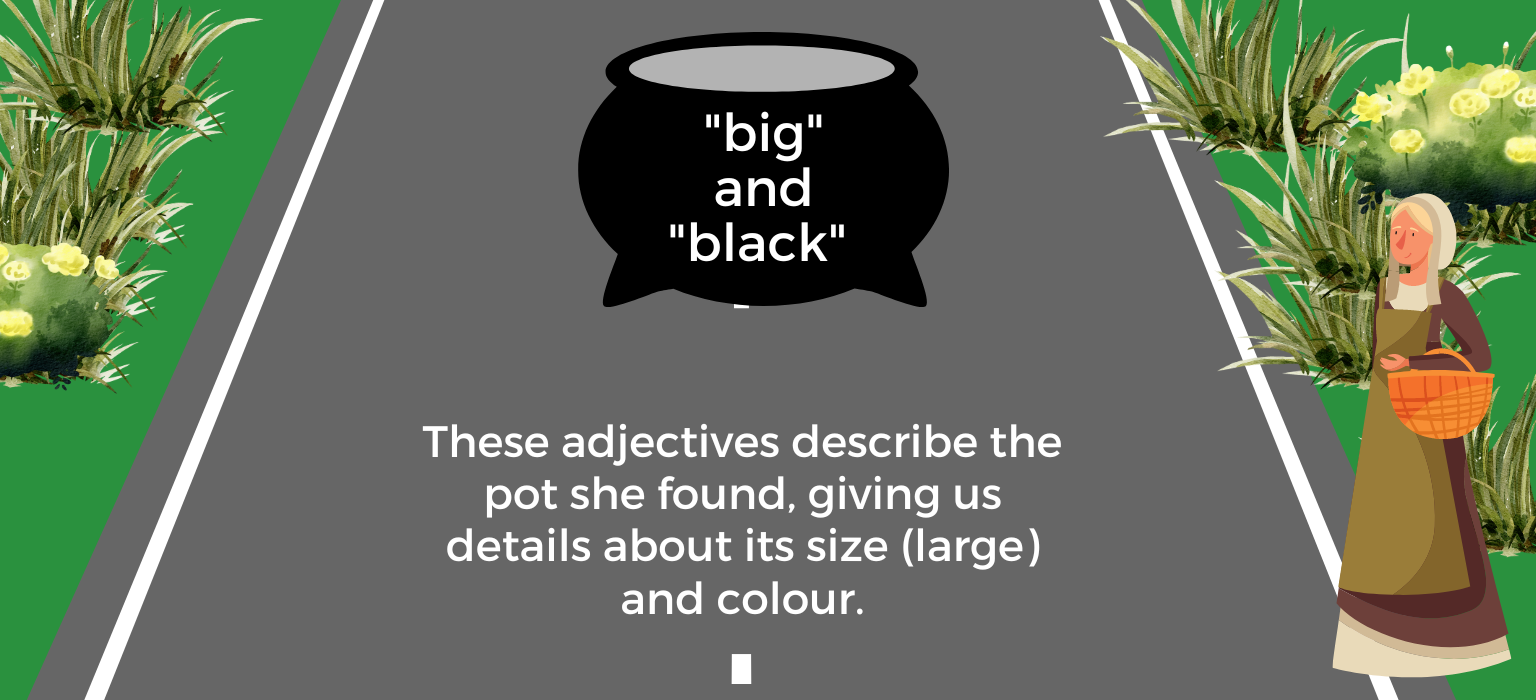 "big"
and
"black"
These adjectives describe the
pot she found, giving us
details about its size (large)
and colour.